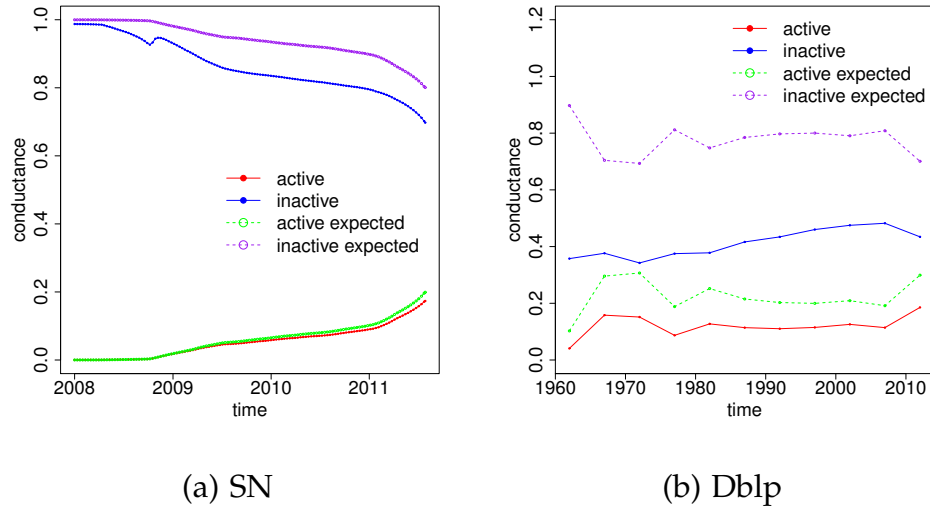 conductance
1.0
0.8
0.6
0.4
0.2
0.0
active
inactive
active expected
inactive expected
2008 2009 2010 2011
time
(a) SN
conductance
1.2
1.0
0.8
0.6
0.4
0.2
0.0
active
inactive
active expected
inactive expected
1960 1970 1980 1990 2000 2010
time
(b) Dblp